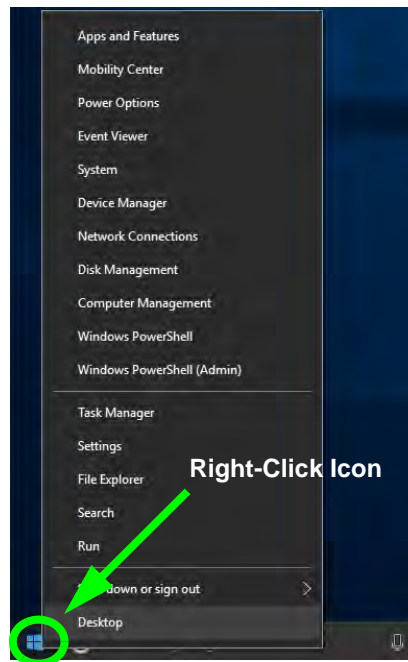 Apps and Features
Mobility Center
Power Options
Event Viewer
System
Device Manager
Network Connections
Disk Management
Computer Management
Windows PowerShell
Windows PowerShell (Admin)
Task Manager
Settings
Right-Click Icon
File Explorer
Search
Run
down or sign out
Desktop